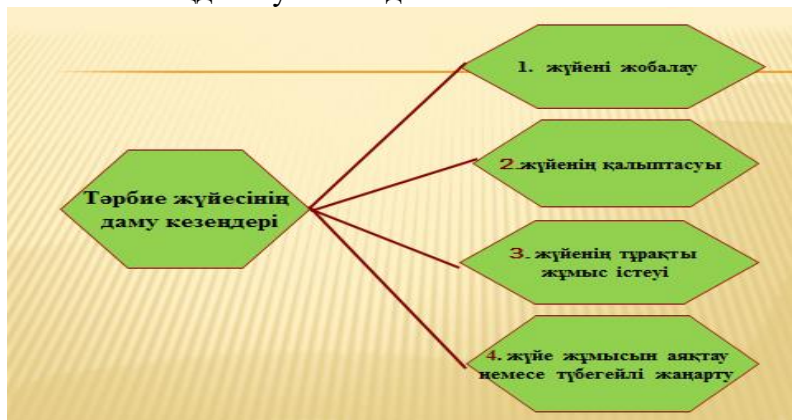 Тәрбие жүйесінің
даму кезеңдері
1. жүйені жобалау
2.жүйенің қалыптасуы
3. жүйенің тұрақты
жұмыс істеуі
4. жүйе жұмысын аяқтау
немесе түбегейлі жаңарту